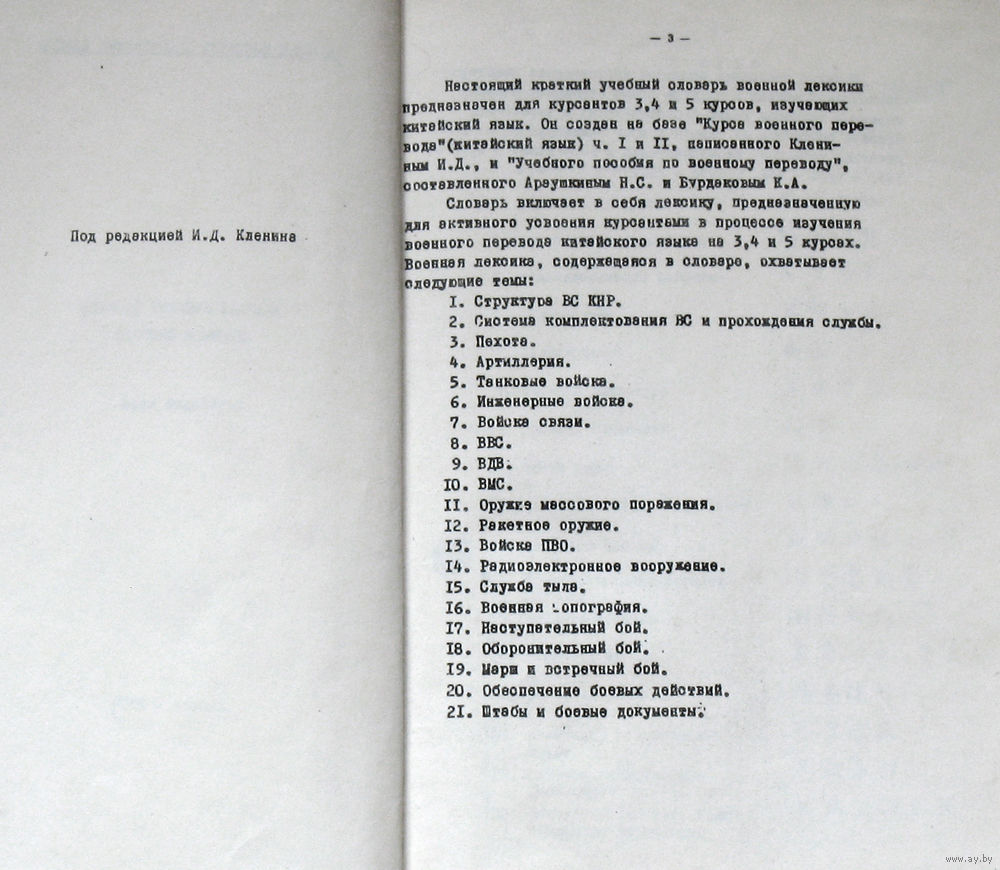 Под редакцией И.Д. Кленина
— 3 —
Настоящий краткий учебный словарь военной лексики
предназначен для курсантов 3,4 и 5 курсов, изучающих
китайский язык. Он создан на базе "Курса военного пере-
вода"(китайский язык) ч. I и II, написанного Клени-
ным И.Д., и "Учебного пособия по военному переводу",
составленного Араушкиным Н.С. и Бурдаковым К.А.
Словарь включает в себя лексику, предназначенную
для активного усвоения курсантами в процессе изучения
военного перевода китайского языка на 3,4 и 5 курсах.
Военная лексика, содержащаяся в словаре, охватывает
следующие темы:
I. Структура ВС КНР.
2. Система комплектования ВС и прохождения службы.
3. Пехота.
4. Артиллерия.
5. Танковые войска.
6. Инженерные войска.
7. Войска связи.
8. ВВС.
9. ВДВ.
IO. ВМС.
II. Оружие массового поражения.
I2. Ракетное оружие.
I3. Войска ПВО.
I4. Радиоэлектронное вооружение.
I5. Служба тыла.
I6. Военная топография.
I7. Наступательный бой.
I8. Оборонительный бой.
I9. Марш и встречный бой.
20. Обеспечение боевых действий.
2I. Штабы и боевые документы.
www.ay.by